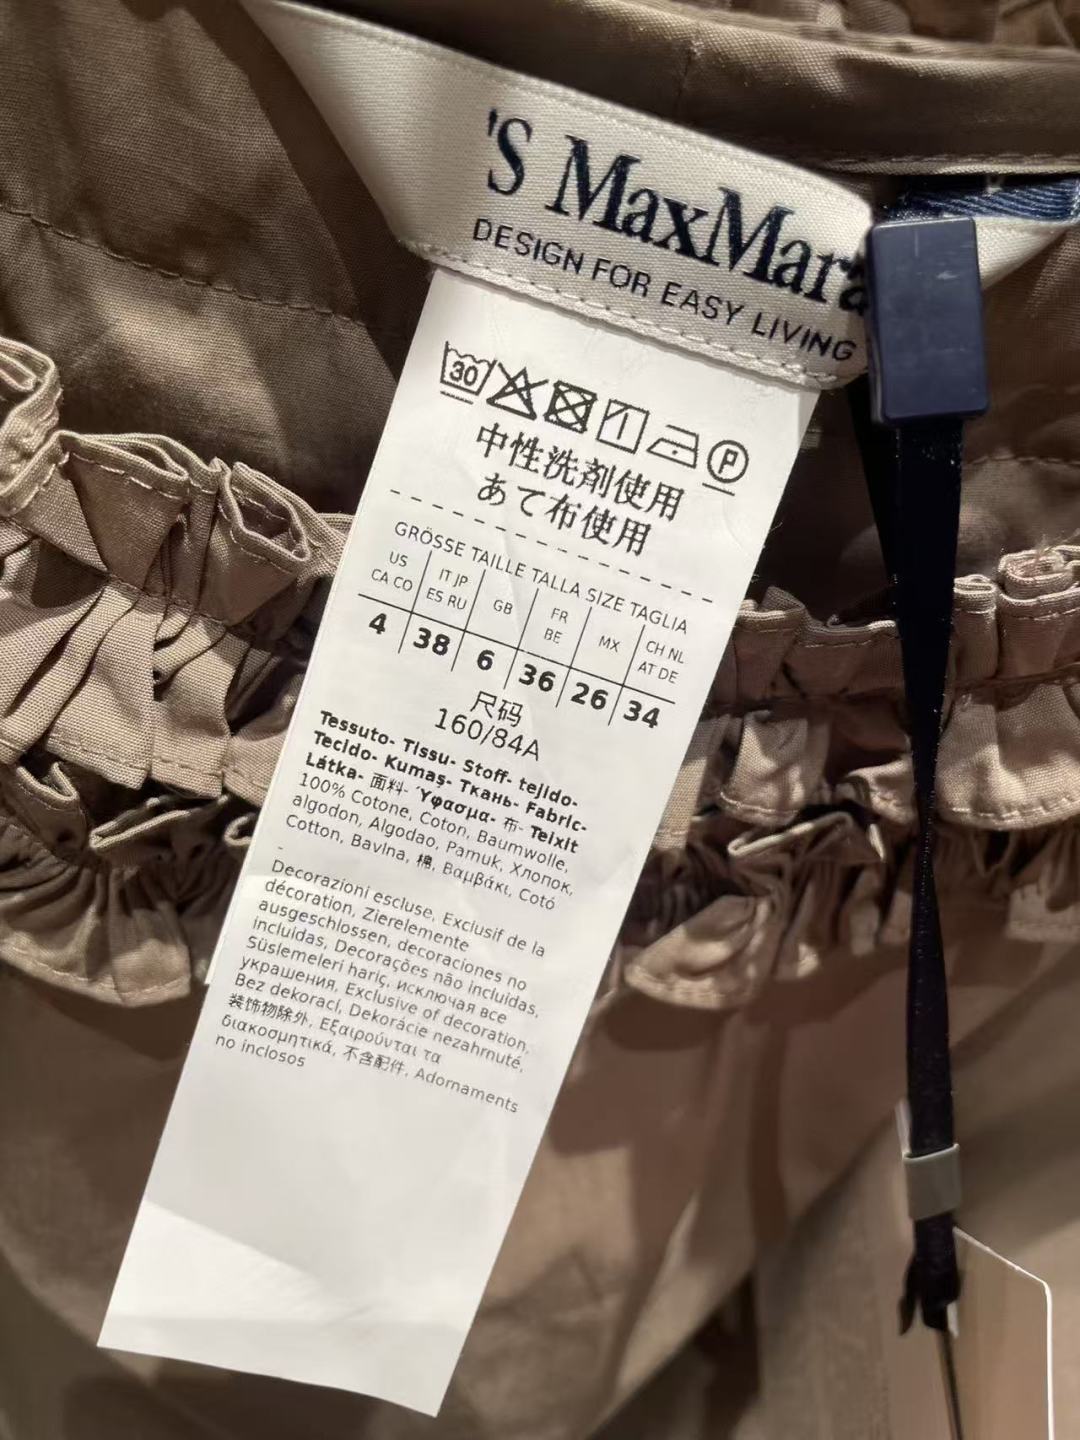 'S MaxMara
DESIGN FOR EASY LIVING
30
P
中性洗剤使用
あて布使用
GRÖSSE TAILLE TALLA SIZE TAGLIA
US CA CO
IT JP ES RU
GB
FR BE
MX
CH NL AT DE
4 38 6 36 26 34
尺码
160/84A
Tessuto- Tissu- Stoff- tejido-
Tecido- Kumaş- Ткань- Fabric-
Látka- 面料- Ύφασμα- 布- Teixit
100% Cotone, Coton, Baumwolle,
algodon, Algodao, Pamuk, Хлопок,
Cotton, Bavlna, 棉, Βαμβάκι, Cotó
-
Decorazioni escluse, Exclusif de la
décoration, Zierelemente
ausgeschlossen, decoraciones no
incluidas, Decorações não incluídas,
Süslemeleri hariç, исключая все
украшения, Exclusive of decoration,
Bez dekorací, Dekorácie nezahrnuté,
装饰物除外, Εξαιρούνται τα
διακοσμητικά, 不含配件, Adornaments
no inclosos